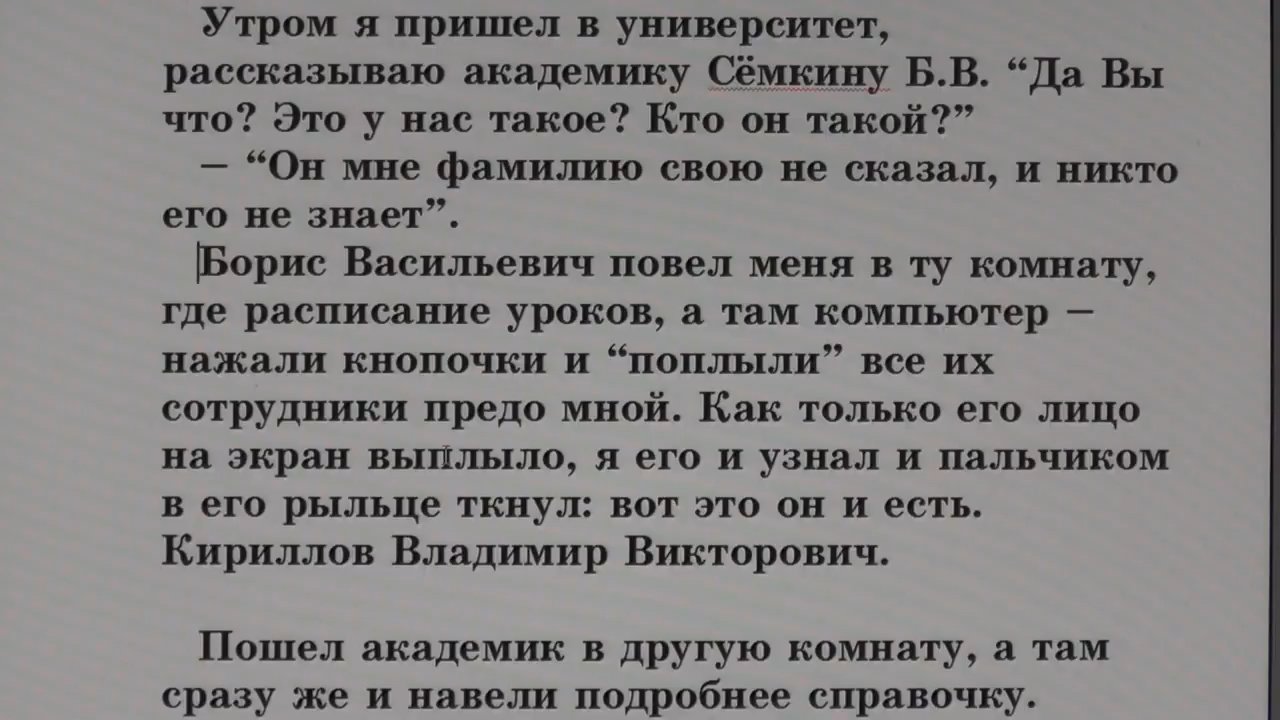 Утром я пришел в университет,
рассказываю академику Сёмкину Б.В. “Да Вы
что? Это у нас такое? Кто он такой?”
– “Он мне фамилию свою не сказал, и никто
его не знает”.
Борис Васильевич повел меня в ту комнату,
где расписание уроков, а там компьютер –
нажали кнопочки и “поплыли” все их
сотрудники предо мной. Как только его лицо
на экран выплыло, я его и узнал и пальчиком
в его рыльце ткнул: вот это он и есть.
Кириллов Владимир Викторович.
Пошел академик в другую комнату, а там
сразу же и навели подробнее справочку.